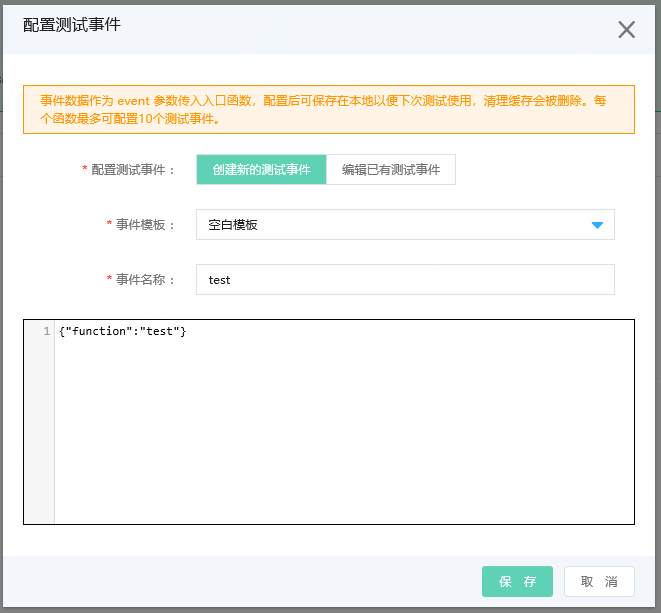 配置测试事件
事件数据作为 event 参数传入入口函数，配置后可保存在本地以便下次测试使用，清理缓存会被删除。每
个函数最多可配置10个测试事件。
* 配置测试事件： 创建新的测试事件 编辑已有测试事件
* 事件模板： 空白模板
* 事件名称： test
1 {"function":"test"}
保 存 取 消